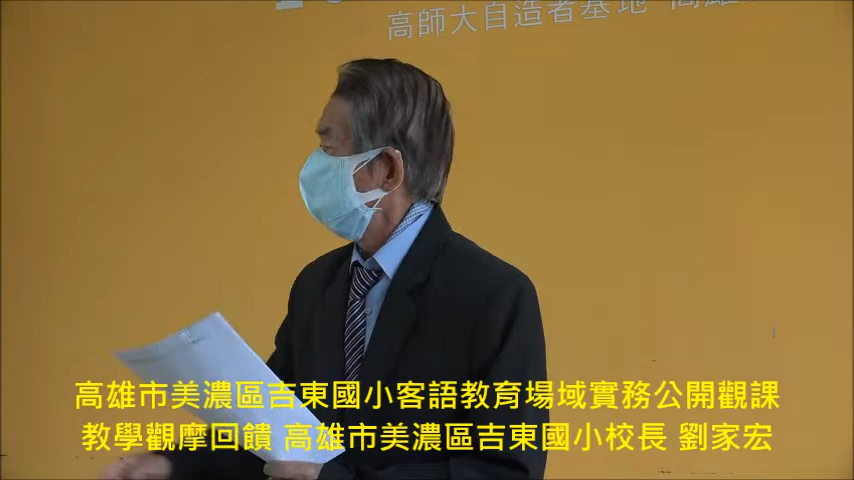 高師大自造者基地 高雄
高雄市美濃區吉東國小客語教育場域實務公開觀課
教學觀摩回饋 高雄市美濃區吉東國小校長 劉家宏